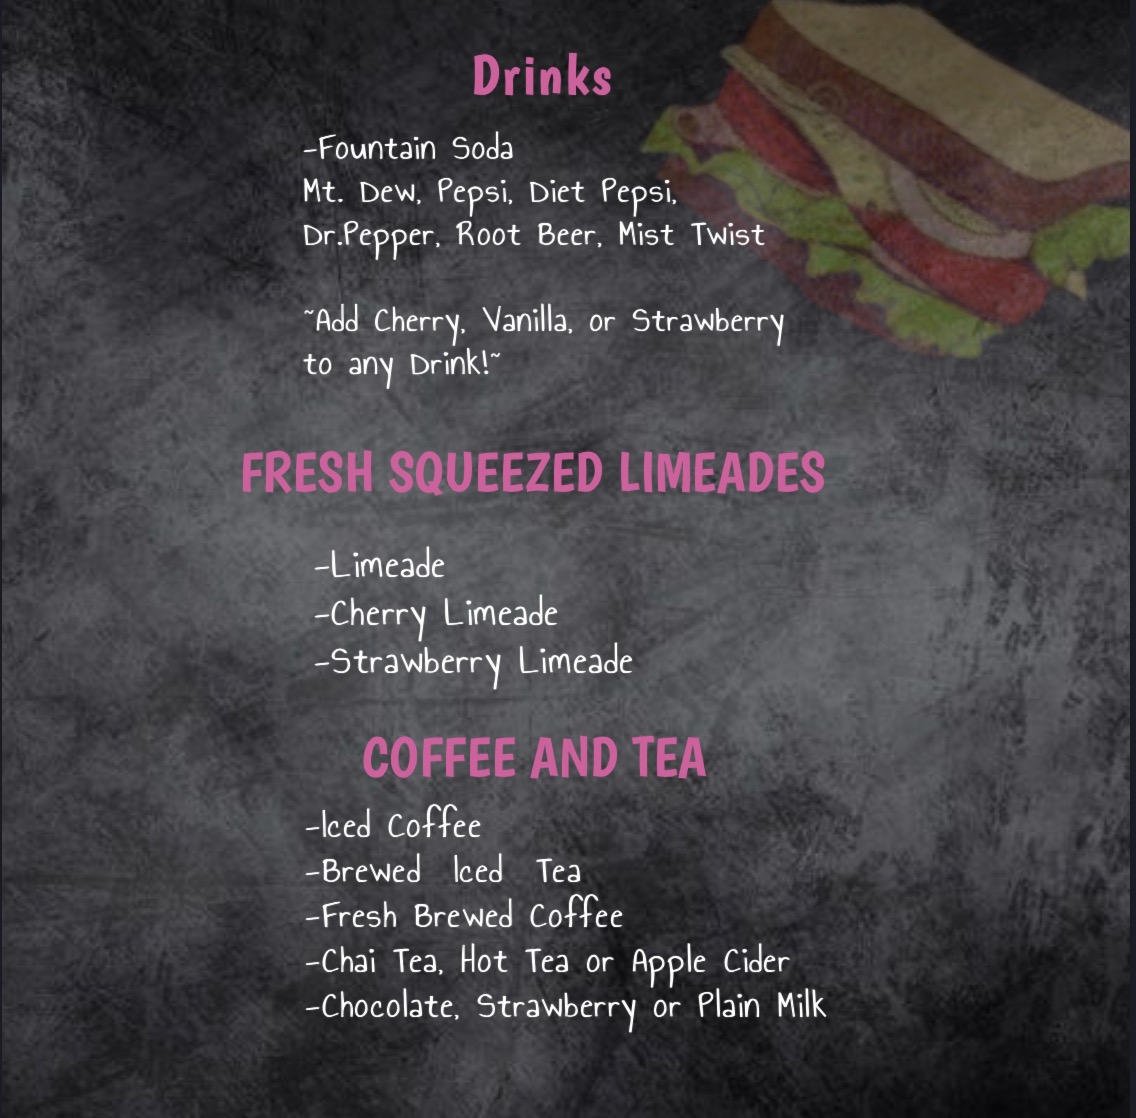 Drinks
-Fountain Soda
Mt. Dew, Pepsi, Diet Pepsi,
Dr.Pepper, Root Beer, Mist Twist
~Add Cherry, Vanilla, or Strawberry
to any Drink!~
FRESH SQUEEZED LIMEADES
-Limeade
-Cherry Limeade
-Strawberry Limeade
COFFEE AND TEA
-Iced Coffee
-Brewed Iced Tea
-Fresh Brewed Coffee
-Chai Tea, Hot Tea or Apple Cider
-Chocolate, Strawberry or Plain Milk